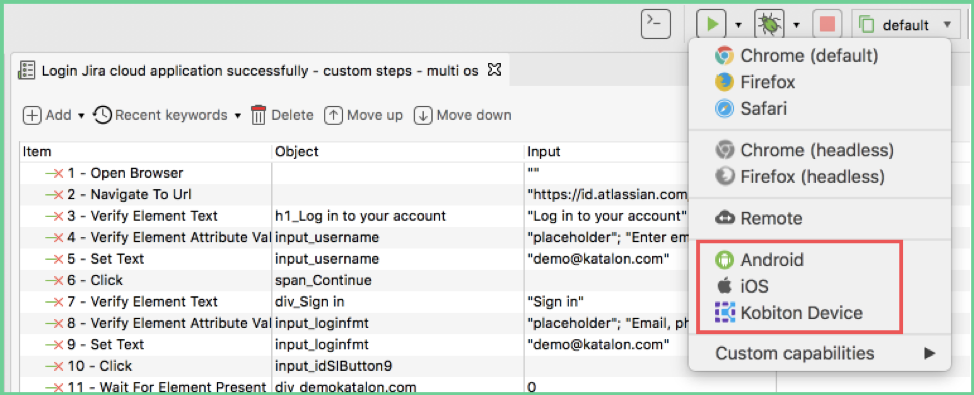 default
Login Jira cloud application successfully - custom steps - multi os
Add Recent keywords Delete Move up Move down
Item Object Input
1 - Open Browser ""
2 - Navigate To Url "https://id.atlassian.com
3 - Verify Element Text h1_Log in to your account "Log in to your account"
4 - Verify Element Attribute Val input_username "placeholder"; "Enter em
5 - Set Text input_username "demo@katalon.com"
6 - Click span_Continue
7 - Verify Element Text div_Sign in "Sign in"
8 - Verify Element Attribute Val input_loginfmt "placeholder"; "Email, ph
9 - Set Text input_loginfmt "demo@katalon.com"
10 - Click input_idSIButton9
11 - Wait For Element Present div_demokatalon.com 0
Chrome (default)
Firefox
Safari
Chrome (headless)
Firefox (headless)
Remote
Android
iOS
Kobiton Device
Custom capabilities